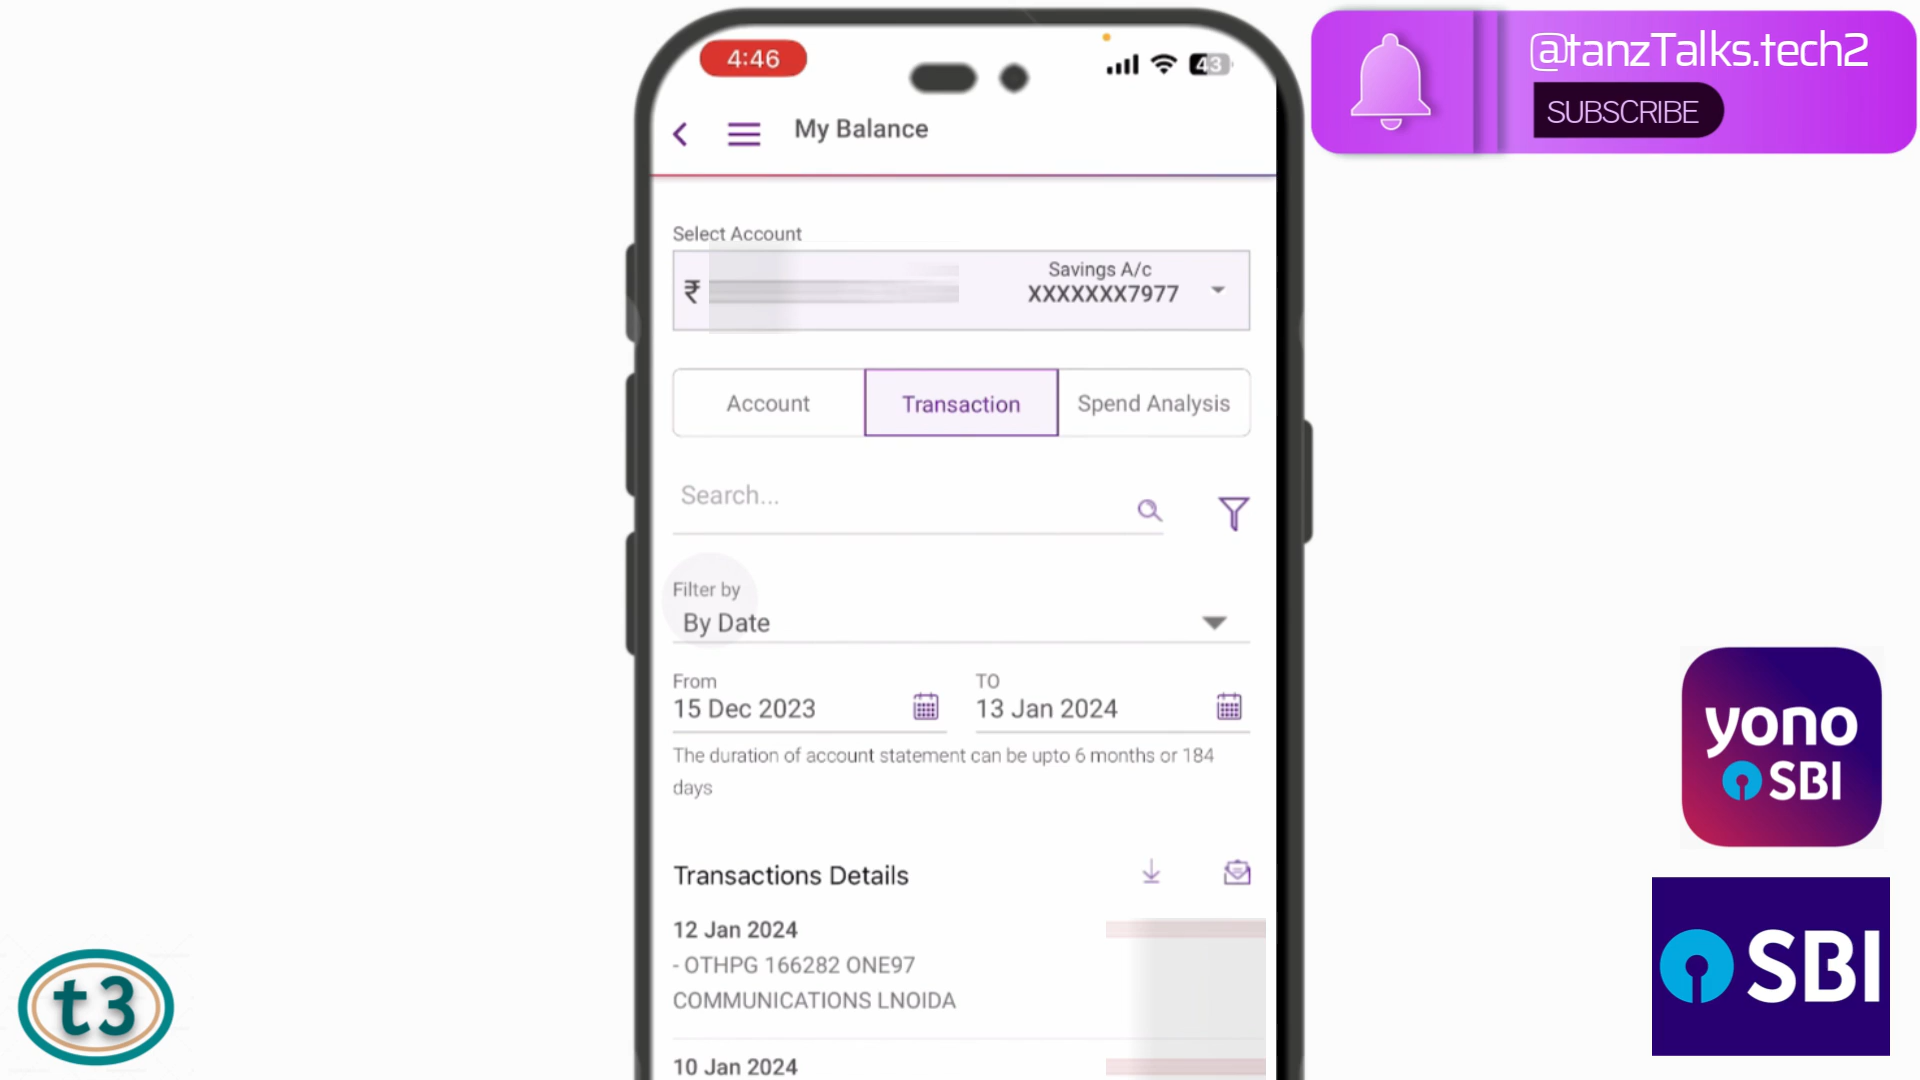 4:46
43
@tanzTalks.tech2
SUBSCRIBE
My Balance
Select Account
₹
Savings A/c
XXXXXXX7977
Account
Transaction
Spend Analysis
Search...
Filter by
By Date
From
TO
15 Dec 2023
13 Jan 2024
The duration of account statement can be upto 6 months or 184
days
Transactions Details
12 Jan 2024
- OTHPG 166282 ONE97
COMMUNICATIONS LNOIDA
10 Jan 2024
yono
SBI
SBI
t3